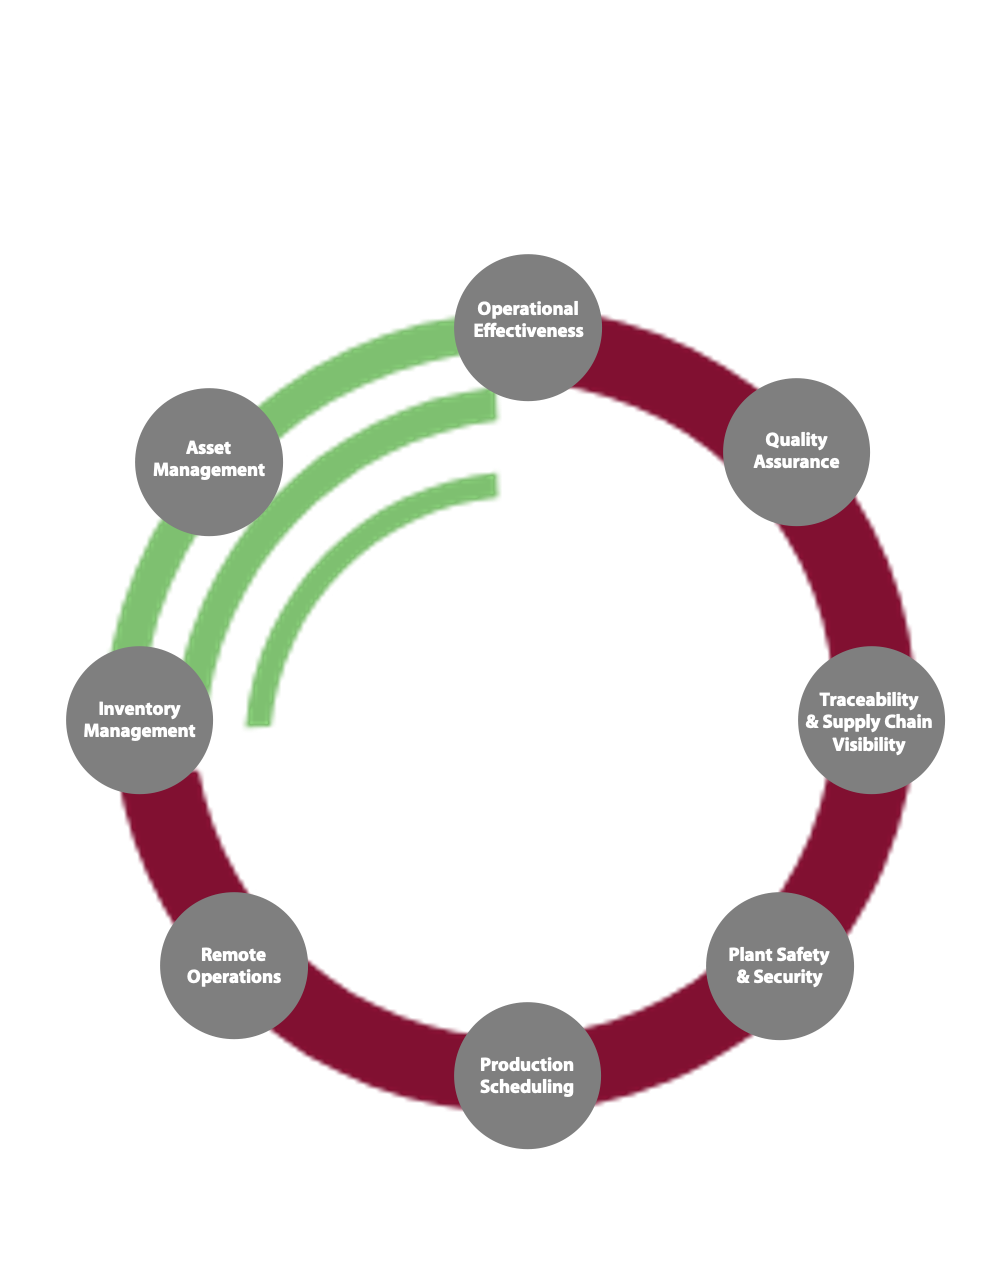 Operational
Effectiveness
Quality
Assurance
Asset
Management
Traceability
& Supply Chain
Visibility
Inventory
Management
Plant Safety
& Security
Remote
Operations
Production
Scheduling